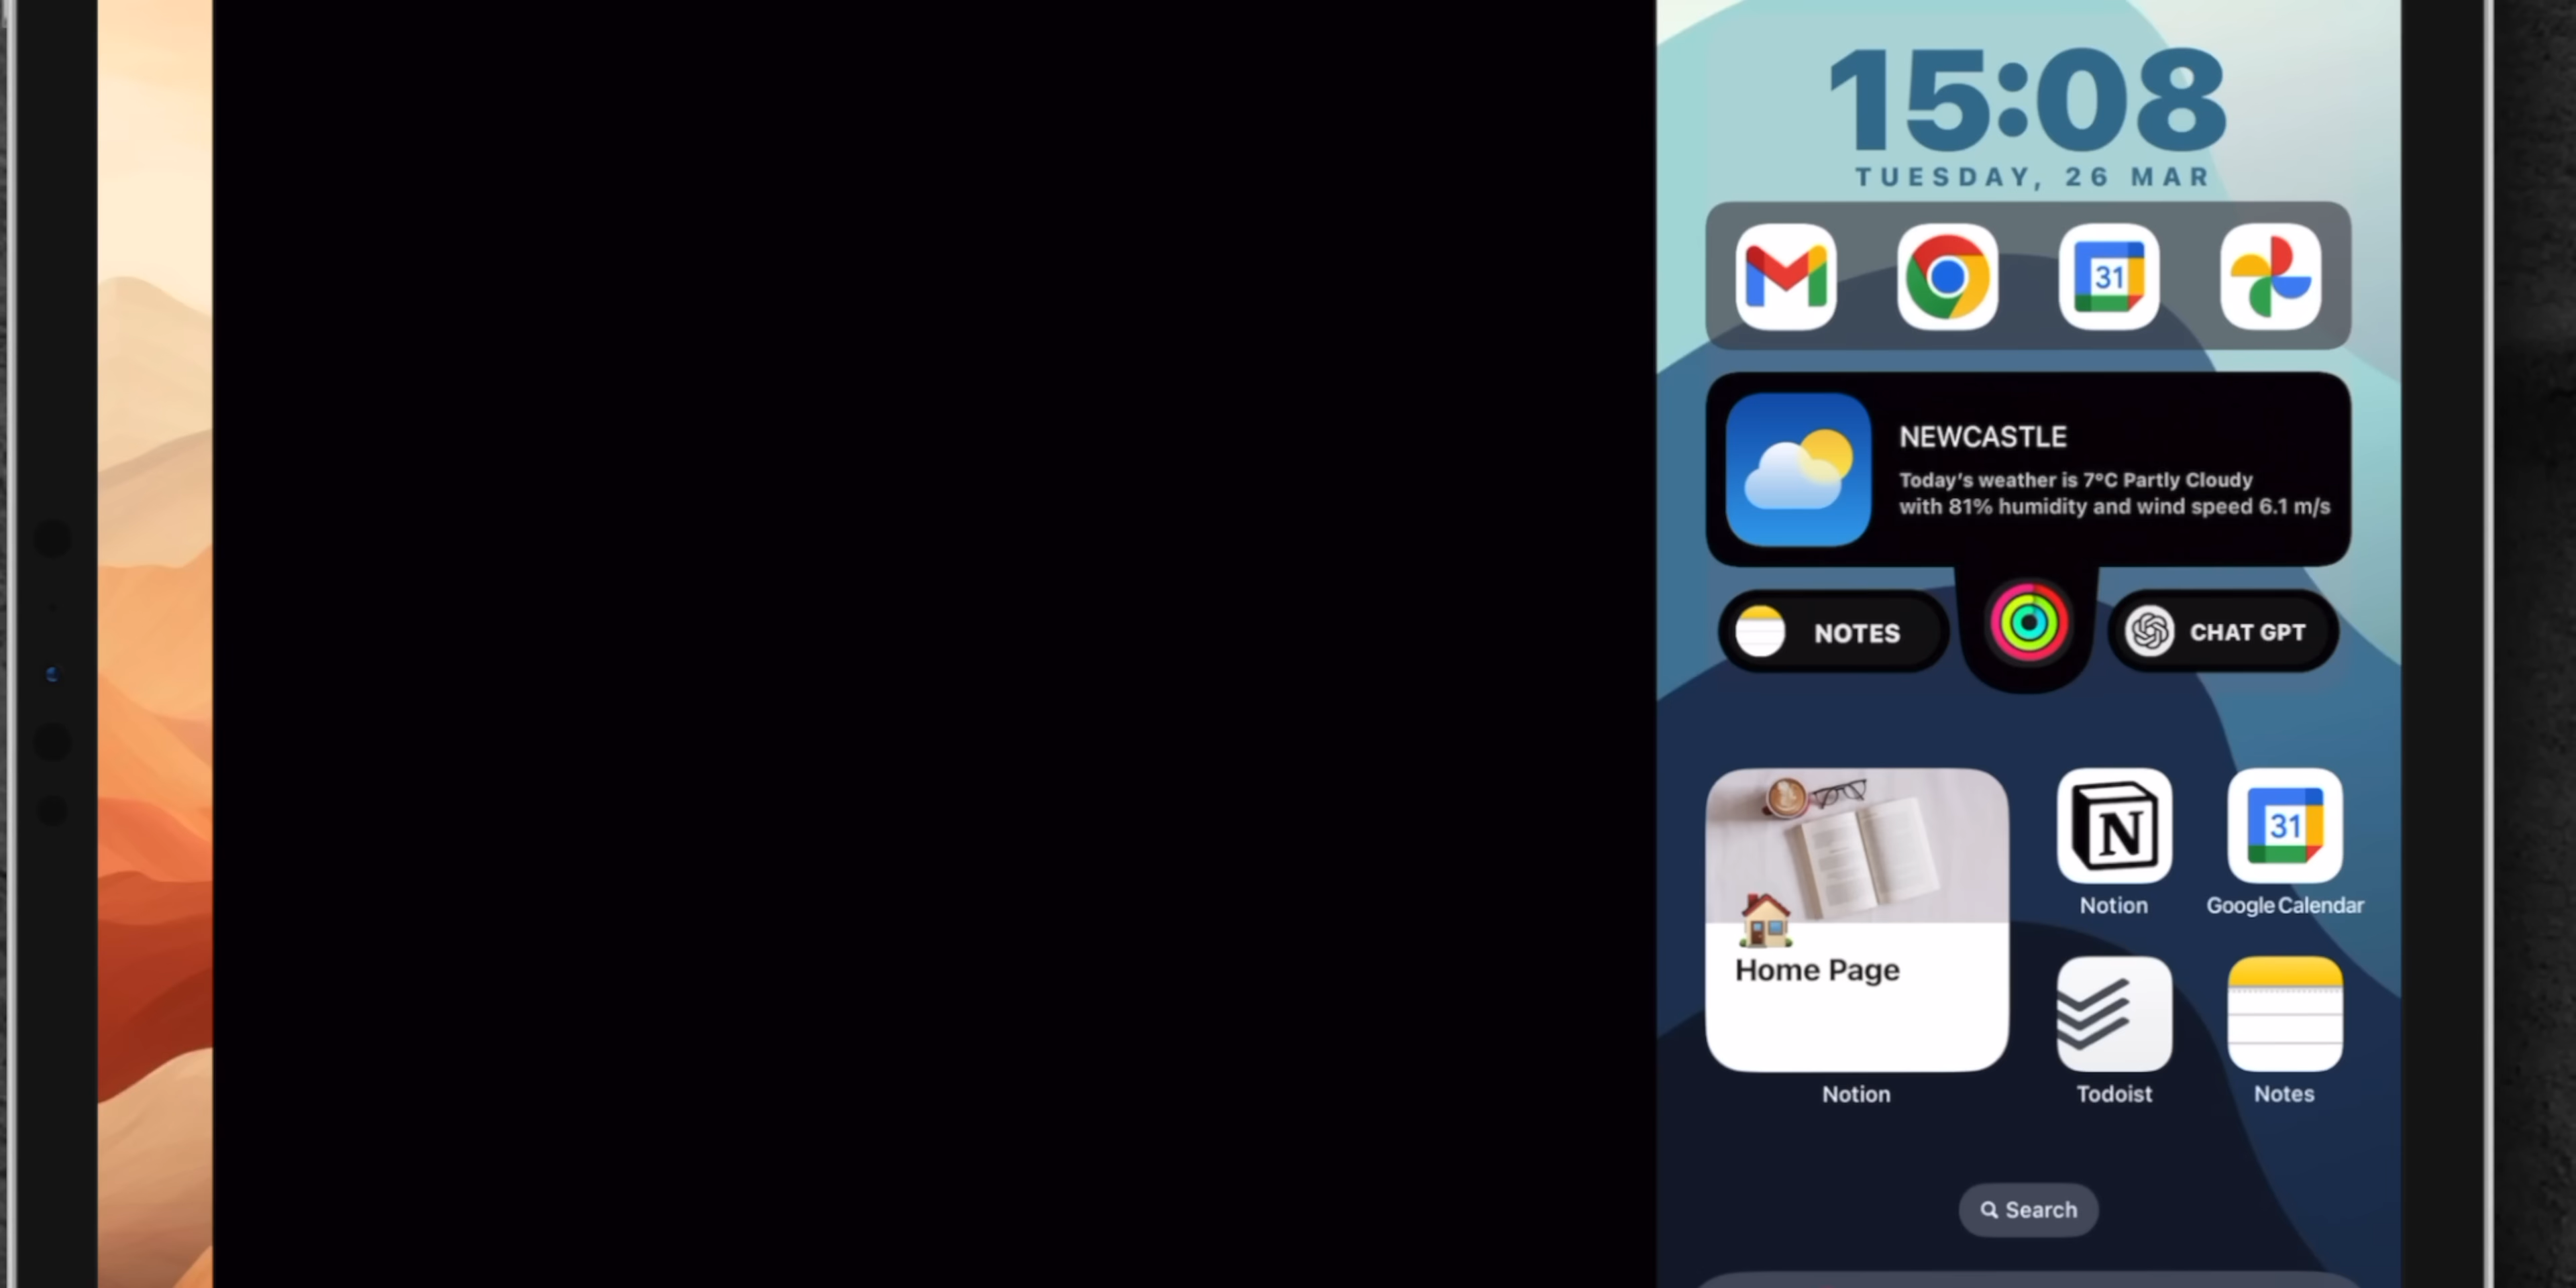 15:08
TUESDAY, 26 MAR
31
NEWCASTLE
Today's weather is 7°C Partly Cloudy
with 81% humidity and wind speed 6.1 m/s
NOTES
CHAT GPT
N
31
Notion
Google Calendar
Home Page
Notion
Todoist
Notes
Search